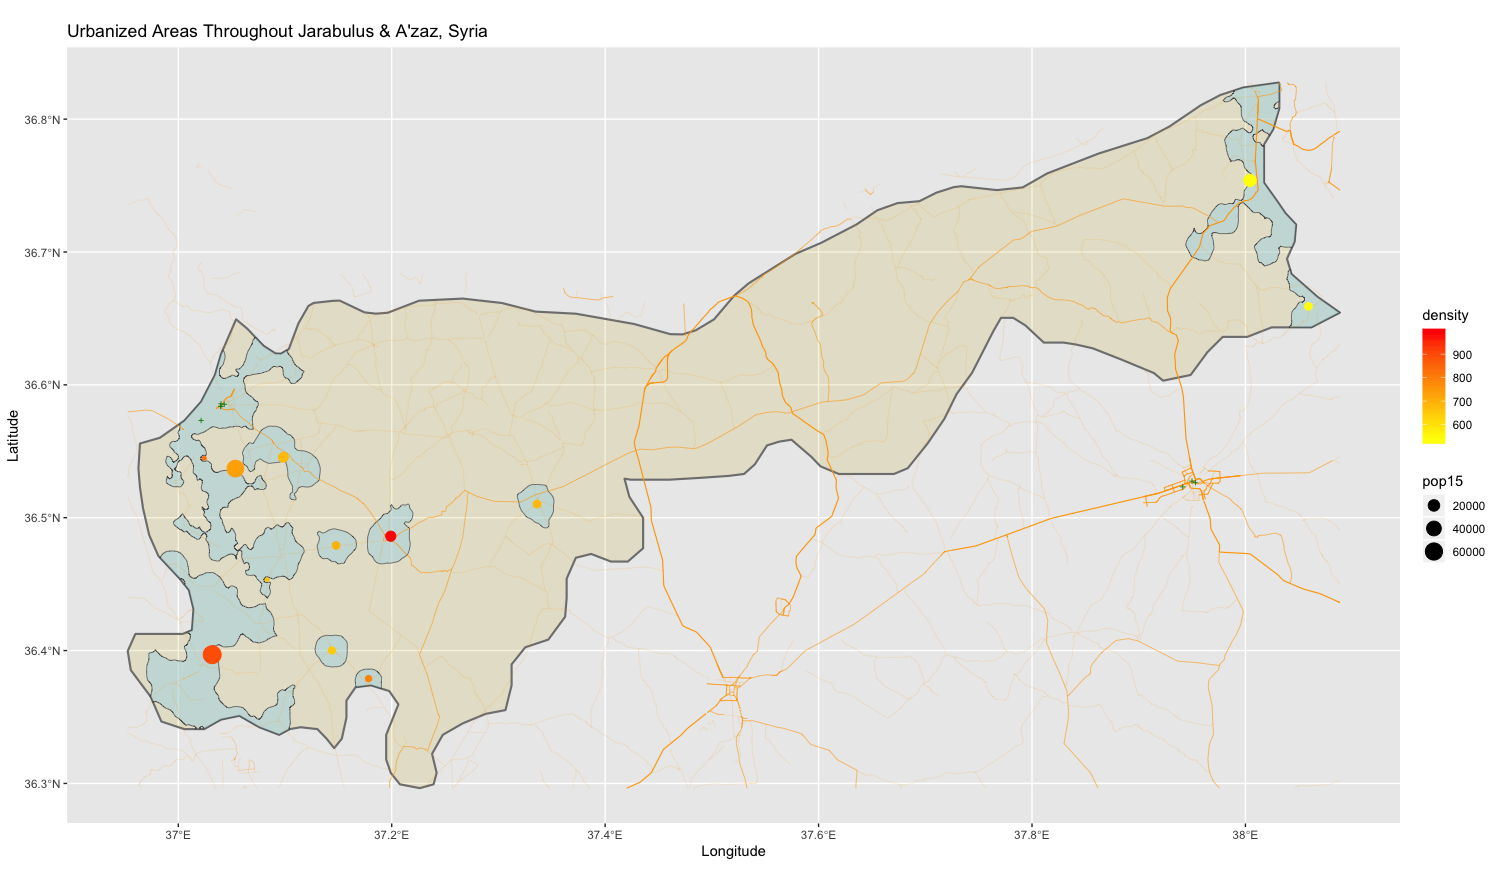 Urbanized Areas Throughout Jarabulus & A'zaz, Syria
36.8°N
36.7°N
36.6°N
36.5°N
36.4°N
36.3°N
Latitude
37°E
37.2°E
37.4°E
37.6°E
37.8°E
38°E
Longitude
density
900
800
700
600
pop15
20000
40000
60000